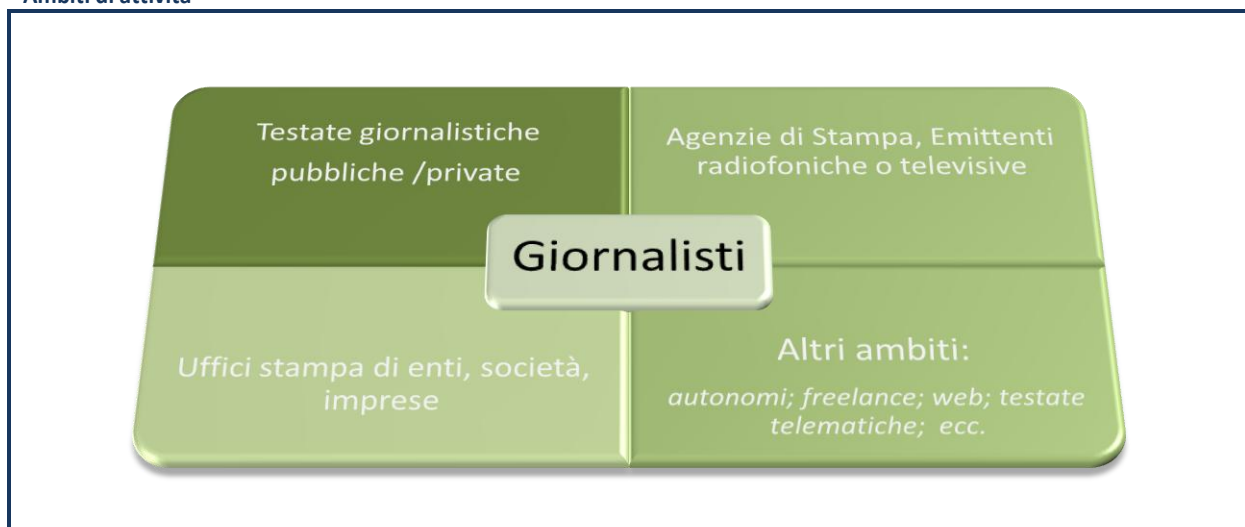 Ambiti di attività
Testate giornalistiche
pubbliche /private
Agenzie di Stampa, Emittenti
radiofoniche o televisive
Giornalisti
Uffici stampa di enti, società,
imprese
Altri ambiti:
autonomi; freelance; web; testate
telematiche; ecc.